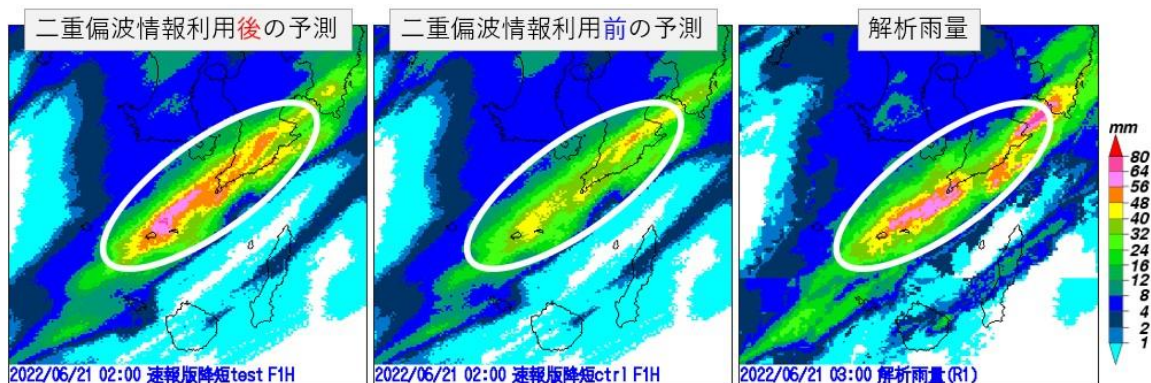 二重偏波情報利用後の予測
二重偏波情報利用前の予測
解析雨量
mm
80
64
56
48
40
32
24
16
12
8
4
2
1
2022/06/21 02:00 速報版降短test F1H
2022/06/21 02:00 速報版降短ctrl F1H
2022/06/21 03:00 解析雨量(R1)